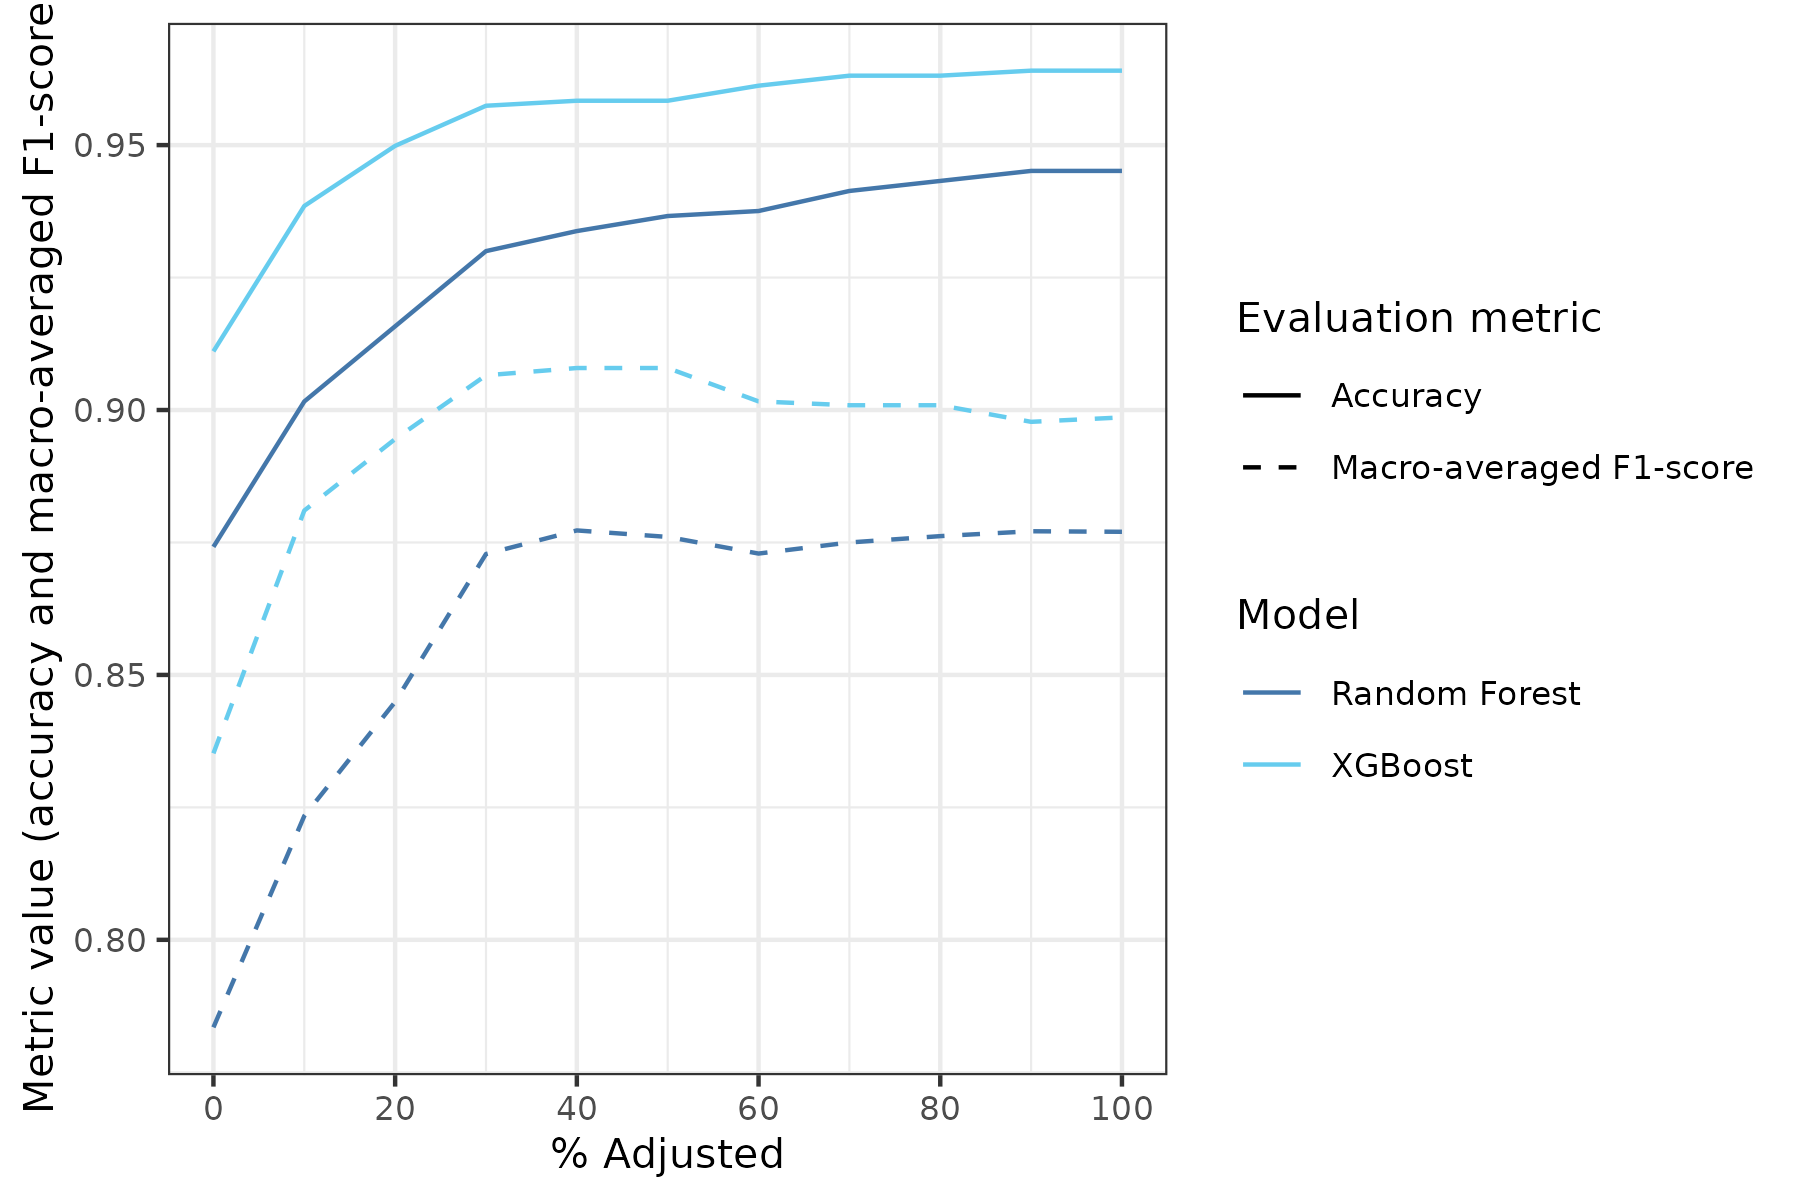 Metric value (accuracy and macro-averaged F1-score
0.95
0.90
0.85
0.80
0 20 40 60 80 100
% Adjusted
Evaluation metric
Accuracy
Macro-averaged F1-score
Model
Random Forest
XGBoost